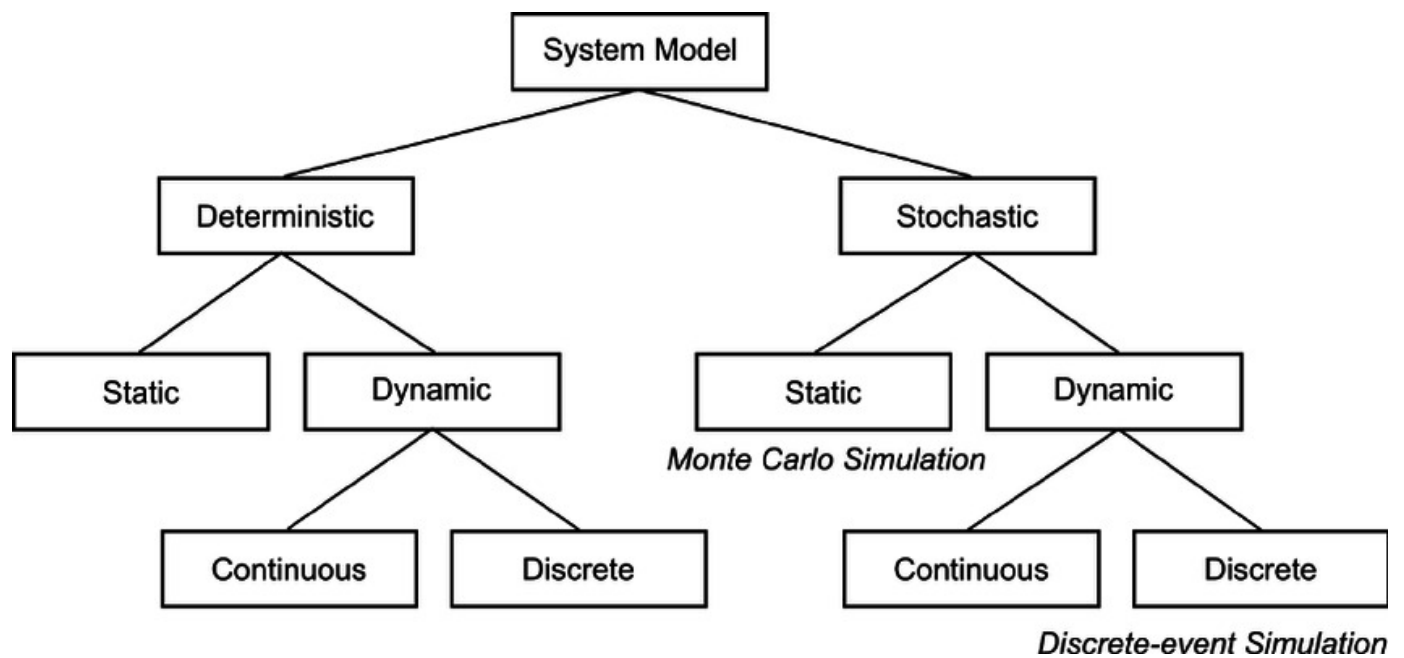 System Model
Deterministic
Stochastic
Static
Dynamic
Static
Dynamic
Monte Carlo Simulation
Continuous
Discrete
Continuous
Discrete
Discrete-event Simulation